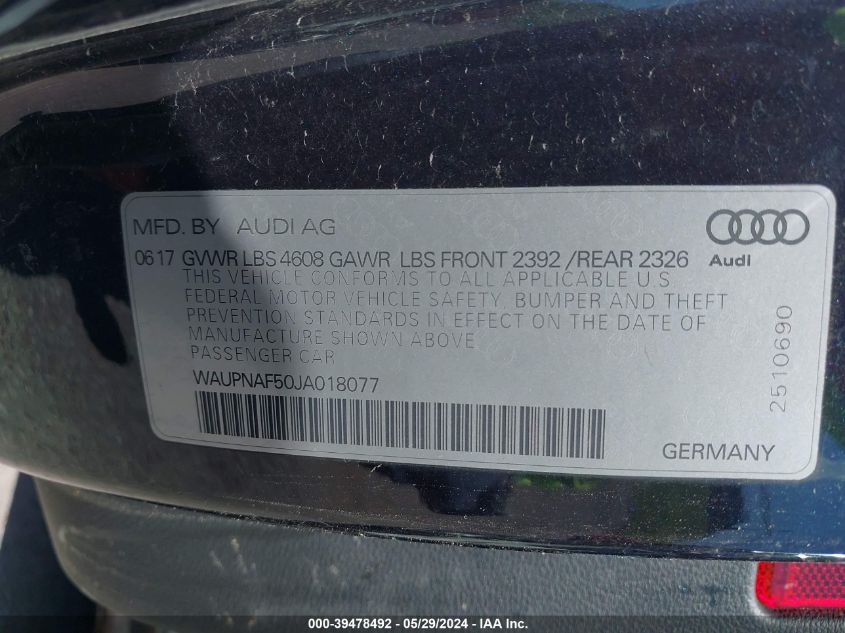 MFD. BY AUDI AG
0617 GVWR LBS 4608 GAWR LBS FRONT 2392 /REAR 2326
Audi
THIS VEHICLE CONFORMS TO ALL APPLICABLE U.S
FEDERAL MOTOR VEHICLE SAFETY, BUMPER AND THEFT
PREVENTION STANDARDS IN EFFECT ON THE DATE OF
MANUFACTURE SHOWN ABOVE
PASSENGER CAR
WAUPNAF50JA018077
2510690
GERMANY
000-39478492 - 05/29/2024 - IAAI INC.